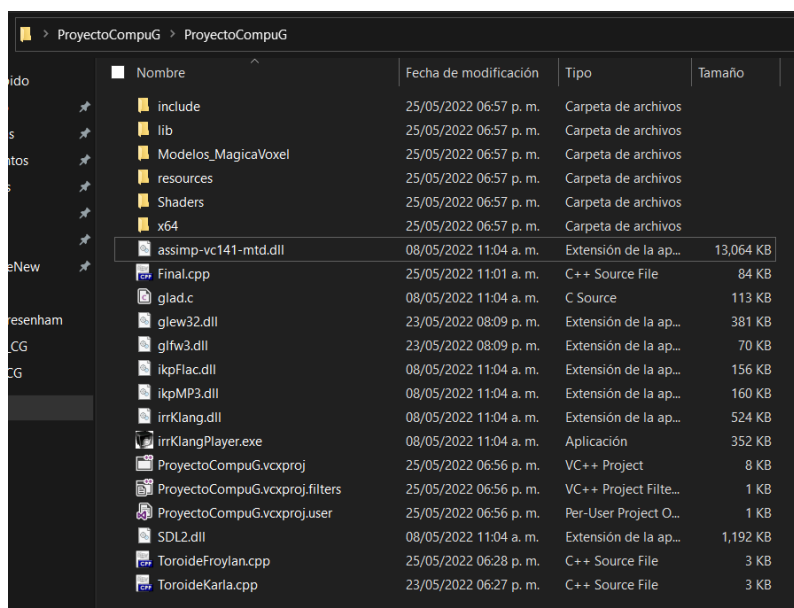 > ProyectoCompuG > ProyectoCompuG
Nombre Fecha de modificación Tipo Tamaño
include 25/05/2022 06:57 p. m. Carpeta de archivos
lib 25/05/2022 06:57 p. m. Carpeta de archivos
Modelos_MagicaVoxel 25/05/2022 06:57 p. m. Carpeta de archivos
resources 25/05/2022 06:57 p. m. Carpeta de archivos
Shaders 25/05/2022 06:57 p. m. Carpeta de archivos
x64 25/05/2022 06:57 p. m. Carpeta de archivos
assimp-vc141-mtd.dll 08/05/2022 11:04 a. m. Extensión de la ap... 13,064 KB
eNew
Final.cpp 25/05/2022 11:01 a. m. C++ Source File 84 KB
glad.c 08/05/2022 11:04 a. m. C Source 113 KB
resenham
glew32.dll 23/05/2022 08:09 p. m. Extensión de la ap... 381 KB
_CG
glfw3.dll 23/05/2022 08:09 p. m. Extensión de la ap... 70 KB
CG
ikpFlac.dll 08/05/2022 11:04 a. m. Extensión de la ap... 156 KB
ikpMP3.dll 08/05/2022 11:04 a. m. Extensión de la ap... 160 KB
irrKlang.dll 08/05/2022 11:04 a. m. Extensión de la ap... 524 KB
irrKlangPlayer.exe 08/05/2022 11:04 a. m. Aplicación 352 KB
ProyectoCompuG.vcxproj 25/05/2022 06:56 p. m. VC++ Project 8 KB
ProyectoCompuG.vcxproj.filters 25/05/2022 06:56 p. m. VC++ Project Filte... 1 KB
ProyectoCompuG.vcxproj.user 25/05/2022 06:56 p. m. Per-User Project O... 1 KB
SDL2.dll 08/05/2022 11:04 a. m. Extensión de la ap... 1,192 KB
ToroideFroylan.cpp 25/05/2022 06:28 p. m. C++ Source File 3 KB
ToroideKarla.cpp 23/05/2022 06:27 p. m. C++ Source File 3 KB